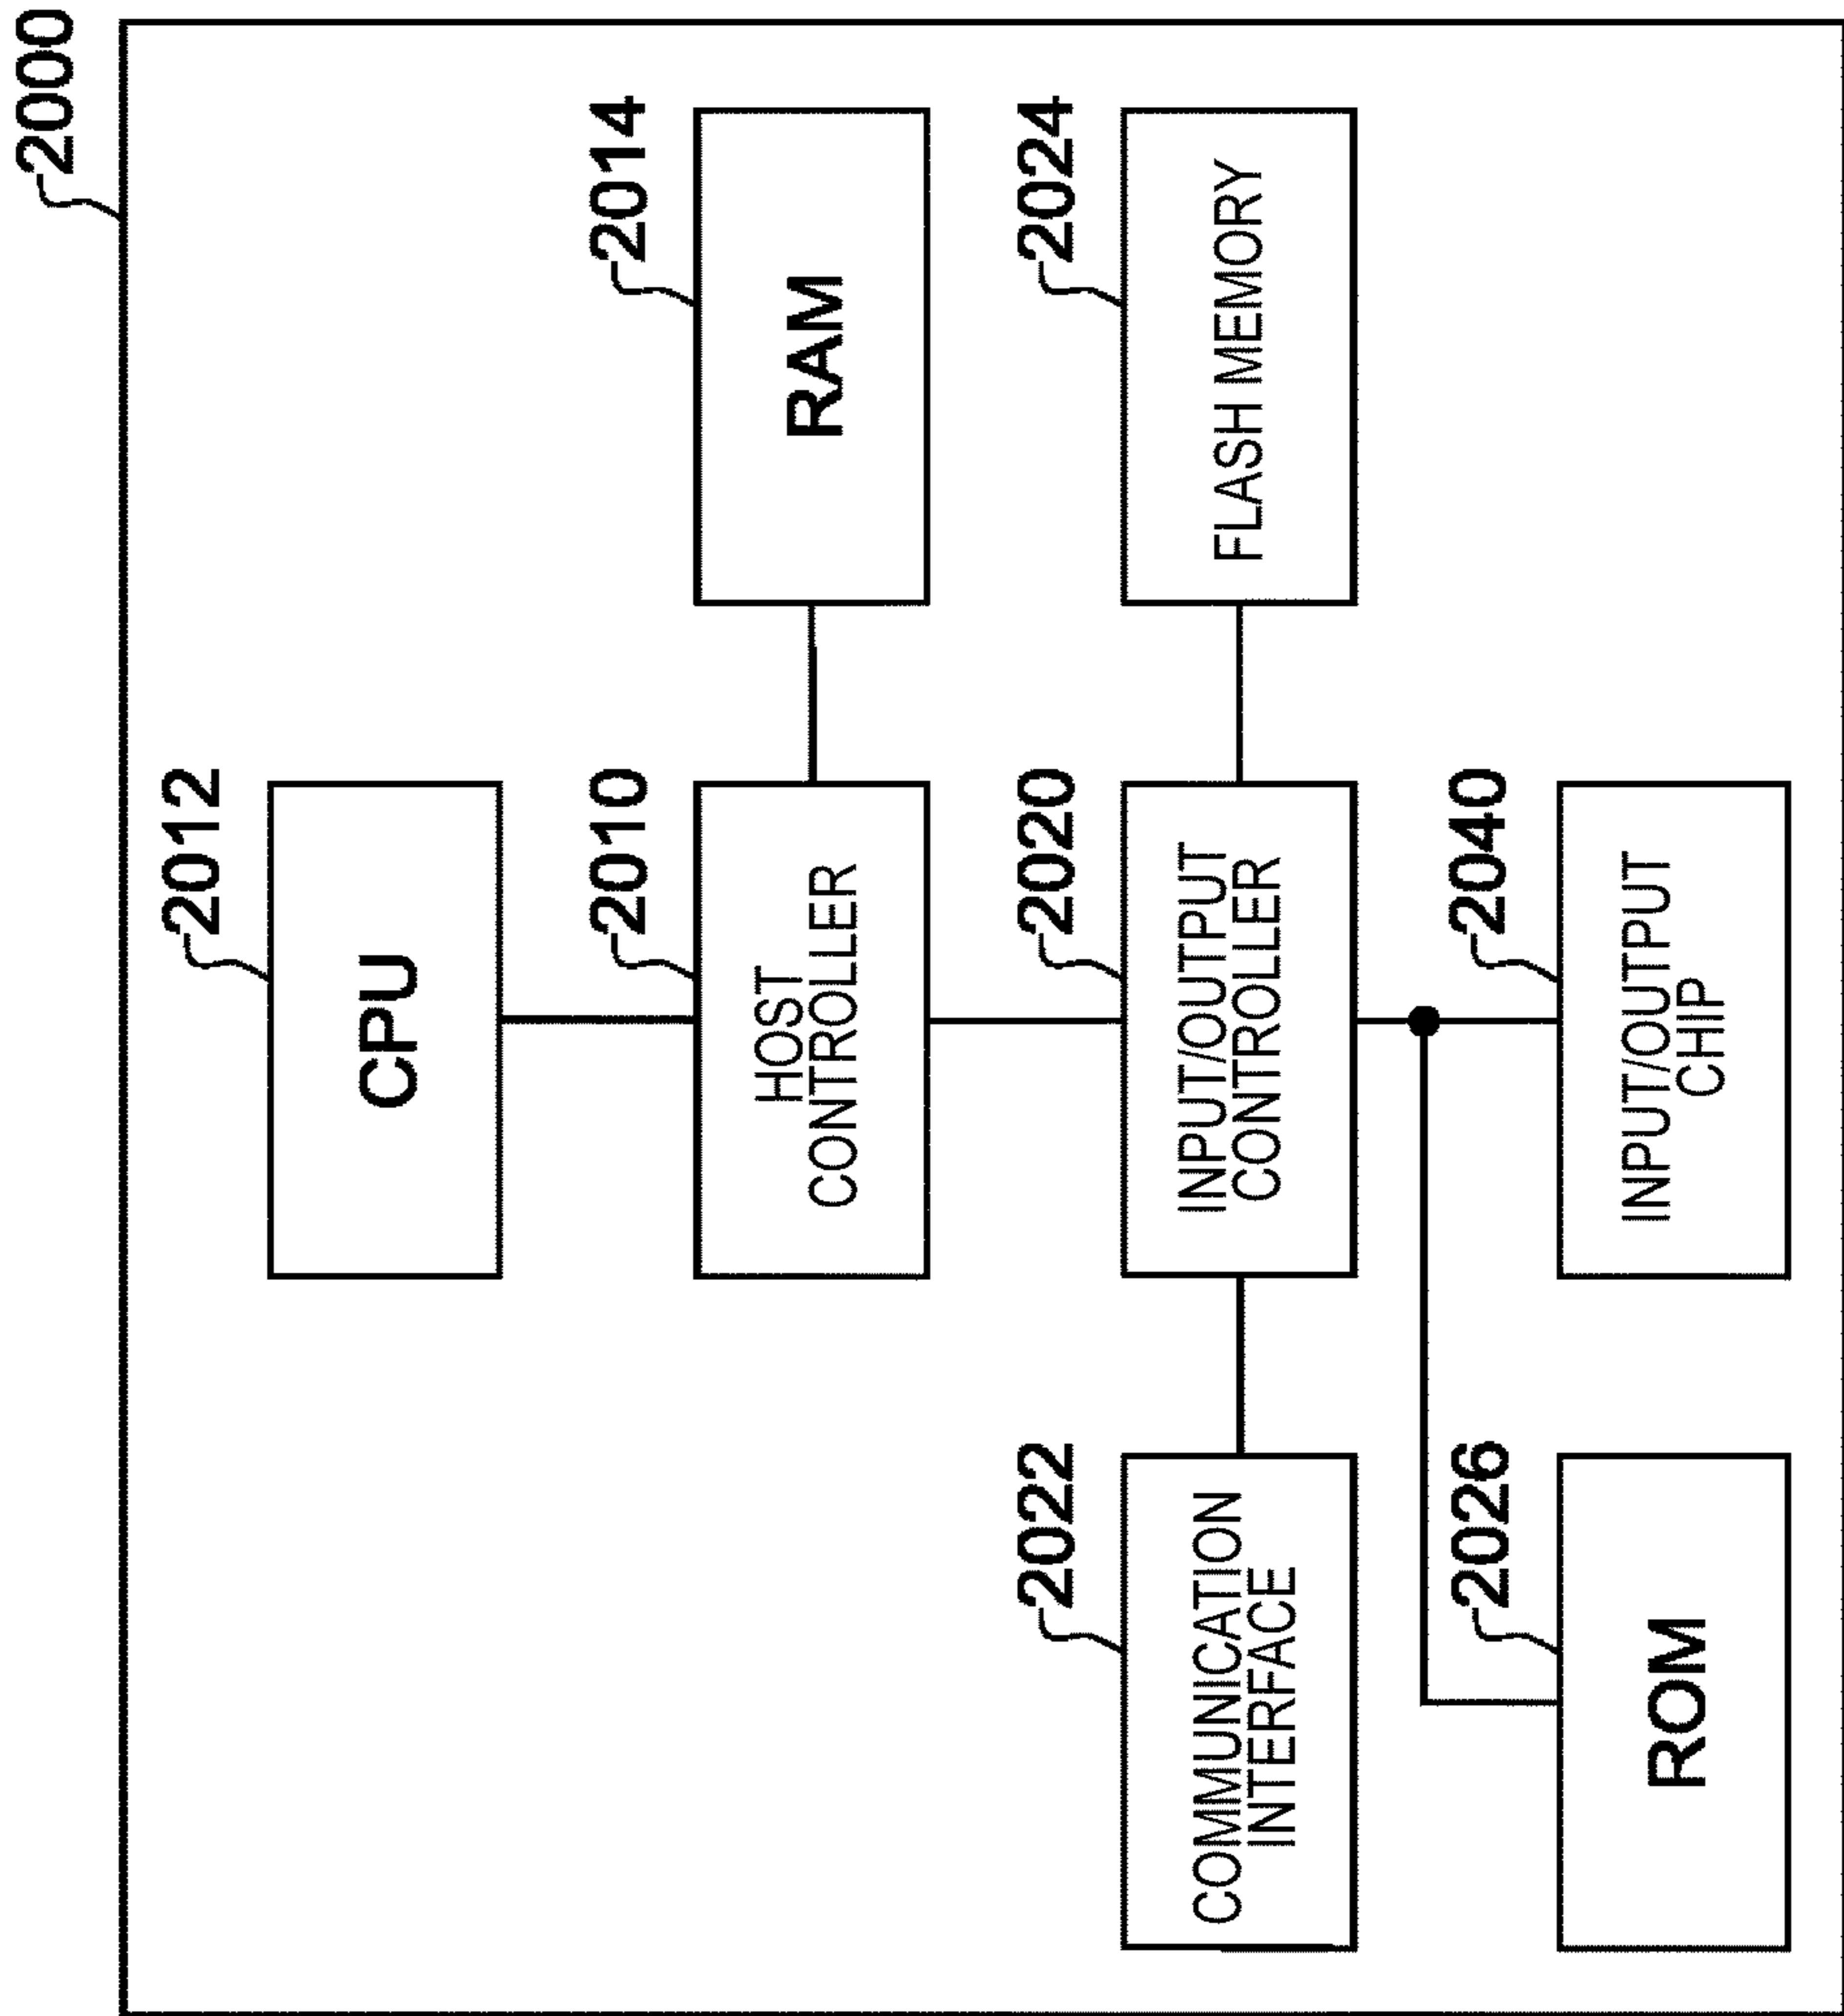 2000
2012
CPU
2010
HOST
CONTROLLER
2014
RAM
2022
COMMUNICATION
INTERFACE
2020
INPUT/OUTPUT
CONTROLLER
2024
FLASH MEMORY
2026
ROM
2040
INPUT/OUTPUT
CHIP